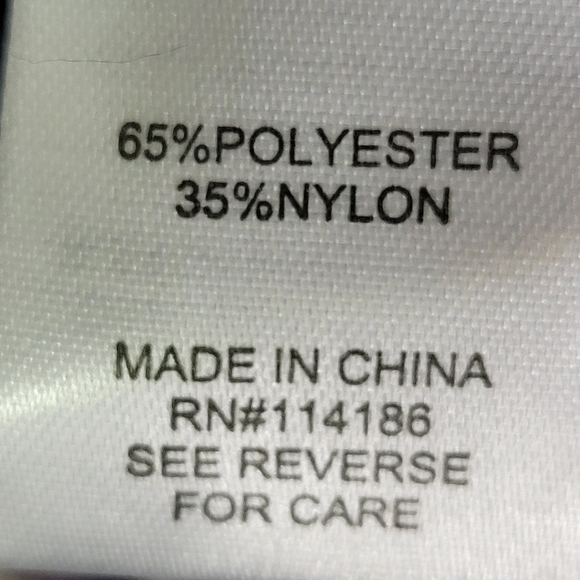 65%POLYESTER
35%NYLON
MADE IN CHINA
RN#114186
SEE REVERSE
FOR CARE